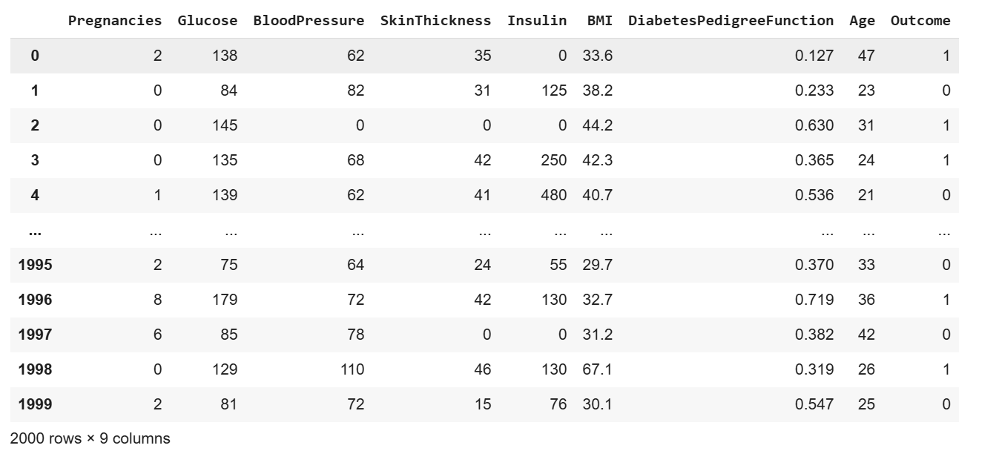 Pregnancies Glucose BloodPressure SkinThickness Insulin BMI DiabetesPedigreeFunction Age Outcome
0 2 138 62 35 0 33.6 0.127 47 1
1 0 84 82 31 125 38.2 0.233 23 0
2 0 145 0 0 0 44.2 0.630 31 1
3 0 135 68 42 250 42.3 0.365 24 1
4 1 139 62 41 480 40.7 0.536 21 0
... ... ... ... ... ... ... ... ... ...
1995 2 75 64 24 55 29.7 0.370 33 0
1996 8 179 72 42 130 32.7 0.719 36 1
1997 6 85 78 0 0 31.2 0.382 42 0
1998 0 129 110 46 130 67.1 0.319 26 1
1999 2 81 72 15 76 30.1 0.547 25 0
2000 rows × 9 columns